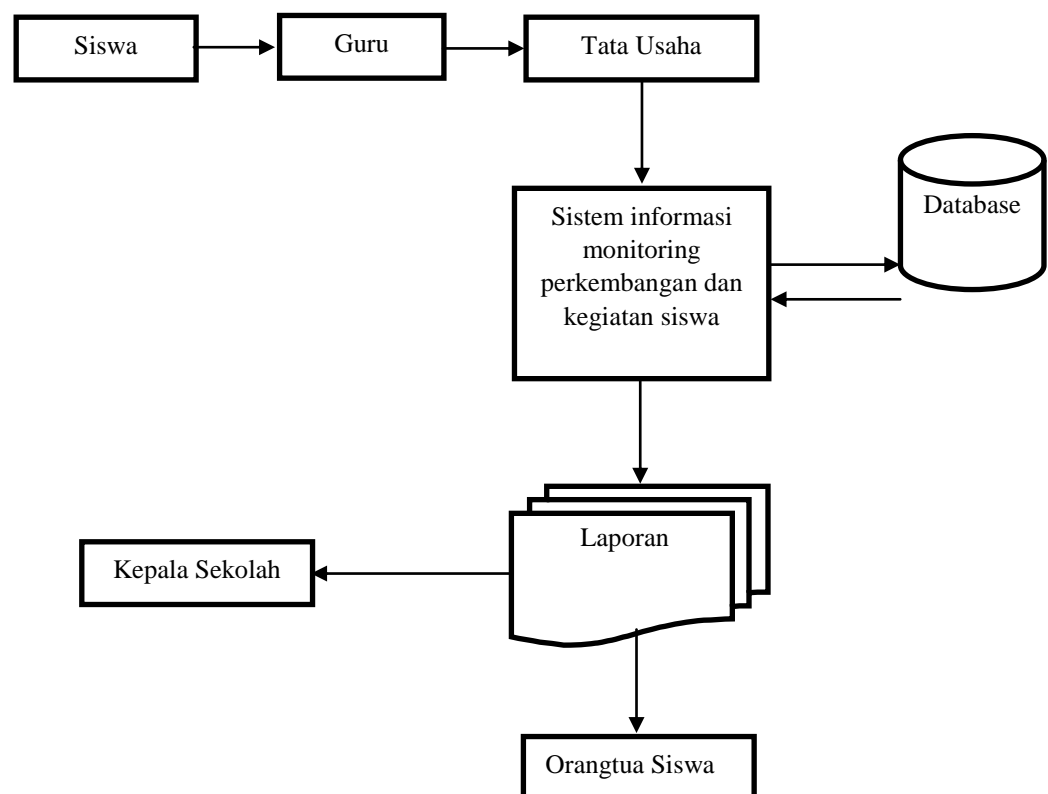 Siswa
Guru
Tata Usaha
Sistem informasi
monitoring
perkembangan dan
kegiatan siswa
Database
Laporan
Kepala Sekolah
Orangtua Siswa